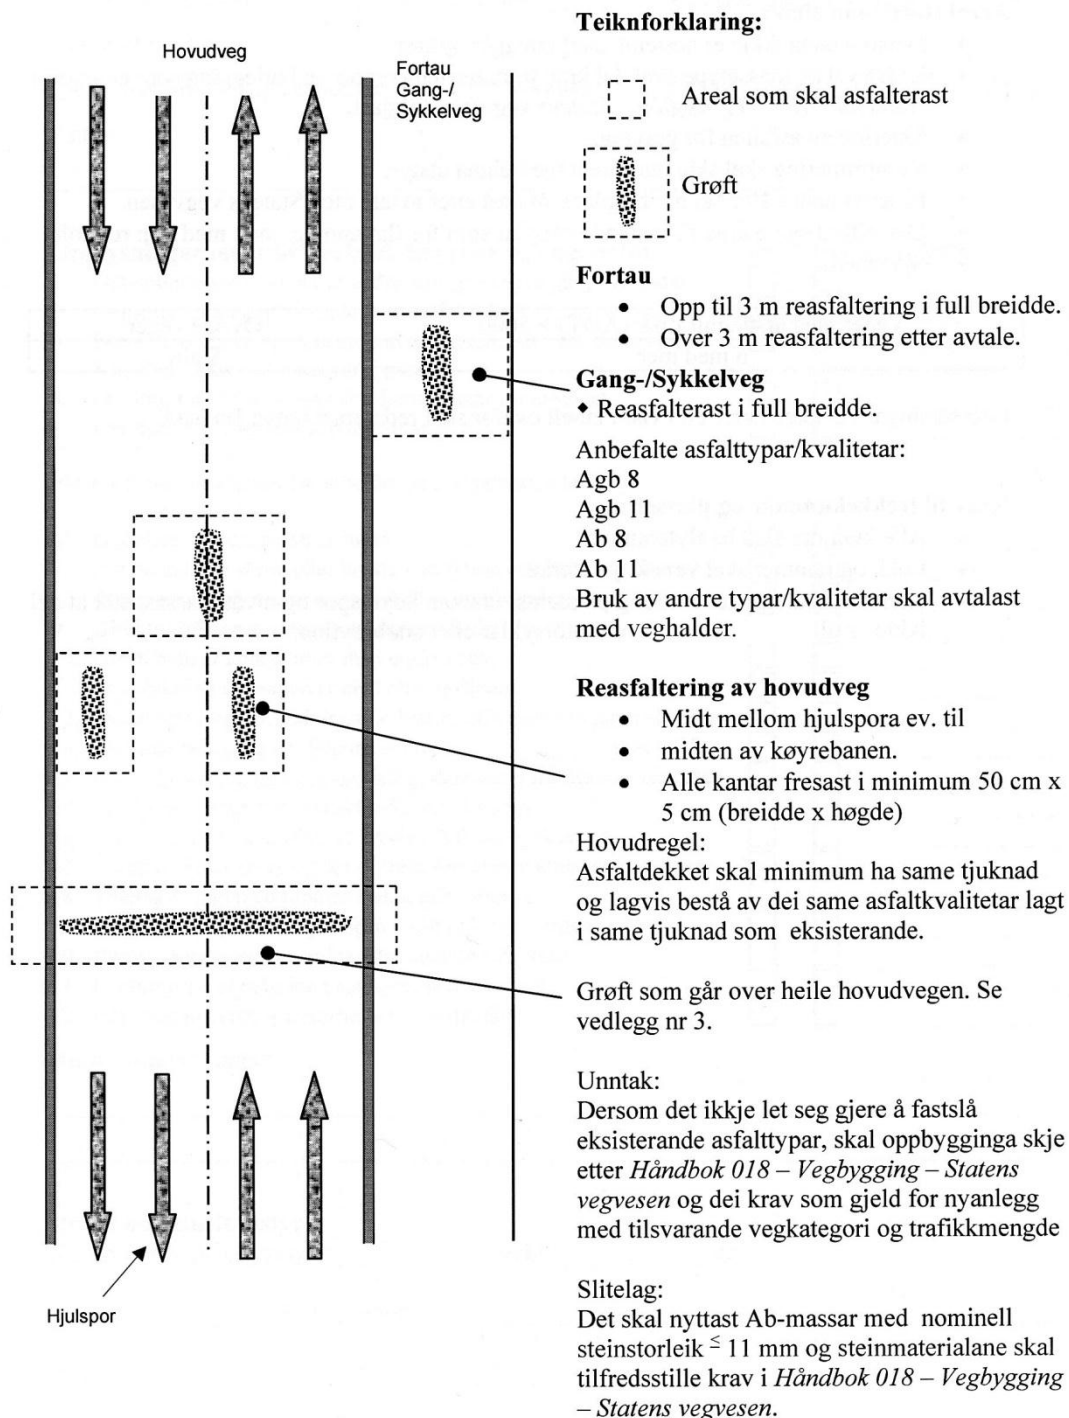 Hovudveg
Fortau
Gang-/
Sykkelveg
Hjulspor
Teiknforklaring:
Areal som skal asfalterast
Grøft
Fortau
• Opp til 3 m reasfaltering i full breidde.
• Over 3 m reasfaltering etter avtale.
Gang-/Sykkelveg
◆ Reasfalterast i full breidde.
Anbefalte asfalttypar/kvalitetar:
Agb 8
Agb 11
Ab 8
Ab 11
Bruk av andre typar/kvalitetar skal avtalast
med veghalder.
Reasfaltering av hovudveg
• Midt mellom hjulspora ev. til
• midten av køyrebanen.
• Alle kantar fresast i minimum 50 cm x
5 cm (breidde x høgde)
Hovudregel:
Asfaltdekket skal minimum ha same tjuknad
og lagvis bestå av dei same asfaltkvalitetar lagt
i same tjuknad som eksisterande.
Grøft som går over heile hovudvegen. Se
vedlegg nr 3.
Unntak:
Dersom det ikkje let seg gjere å fastslå
eksisterande asfalttypar, skal oppbygginga skje
etter Håndbok 018 – Vegbygging – Statens
vegvesen og dei krav som gjeld for nyanlegg
med tilsvarande vegkategori og trafikkmengde
Slitelag:
Det skal nyttast Ab-massar med nominell
steinstorleik ≤ 11 mm og steinmaterialane skal
tilfredsstille krav i Håndbok 018 – Vegbygging
– Statens vegvesen.